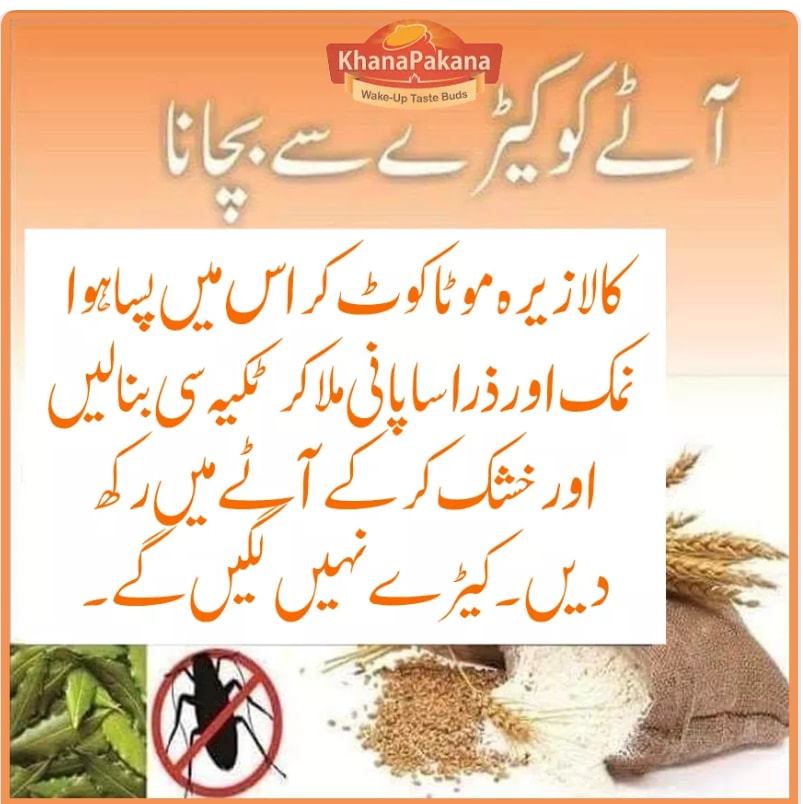 KhanaPakana
Wake-Up Taste Buds
آٹے کو کیڑے سے بچانا
کالا زیرہ موٹا کوٹ کر اس میں پسا ہوا
نمک اور ذرا سا پانی ملا کر ٹکیہ سی بنالیں
اور خشک کر کے آٹے میں رکھ
دیں۔ کیڑے نہیں لگیں گے۔